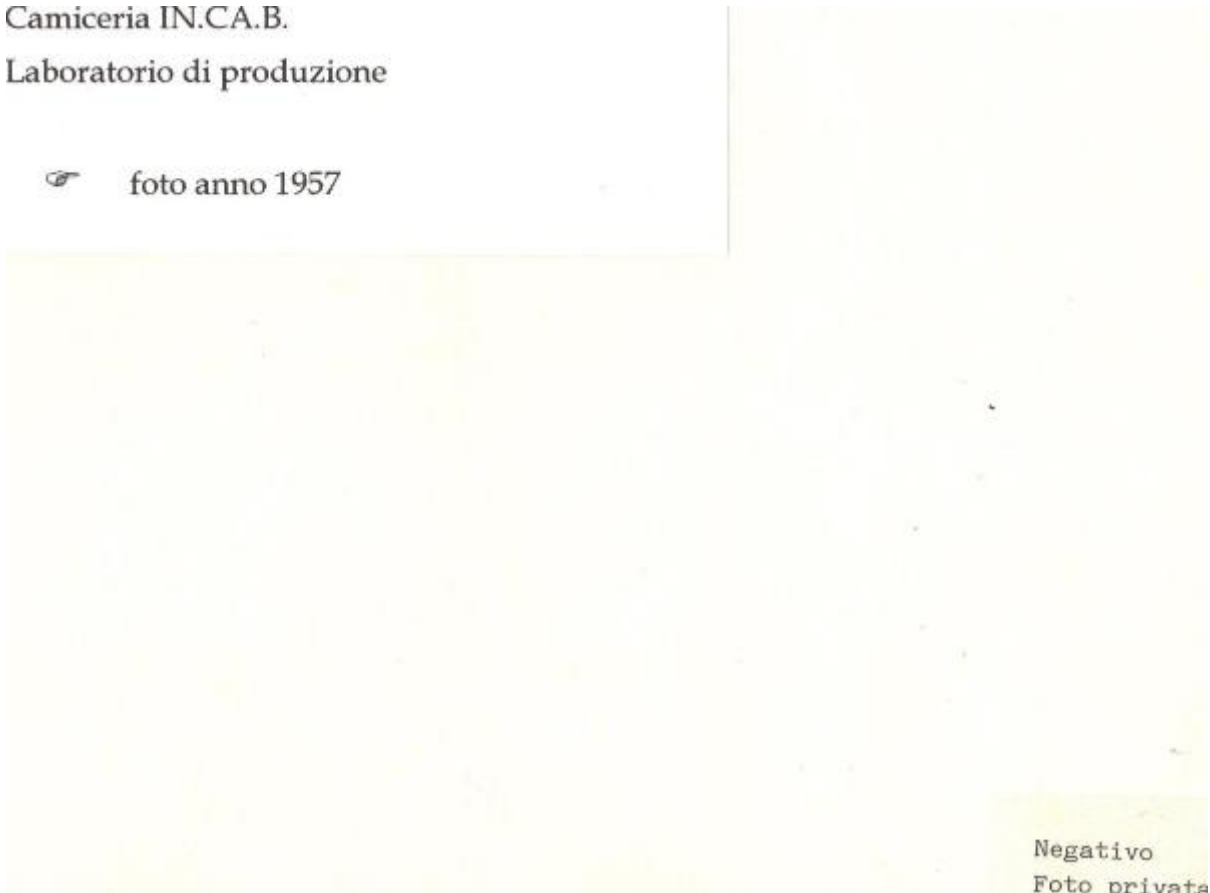 Camiceria IN.CA.B.
Laboratorio di produzione
☞ foto anno 1957
Negativo
Foto privata